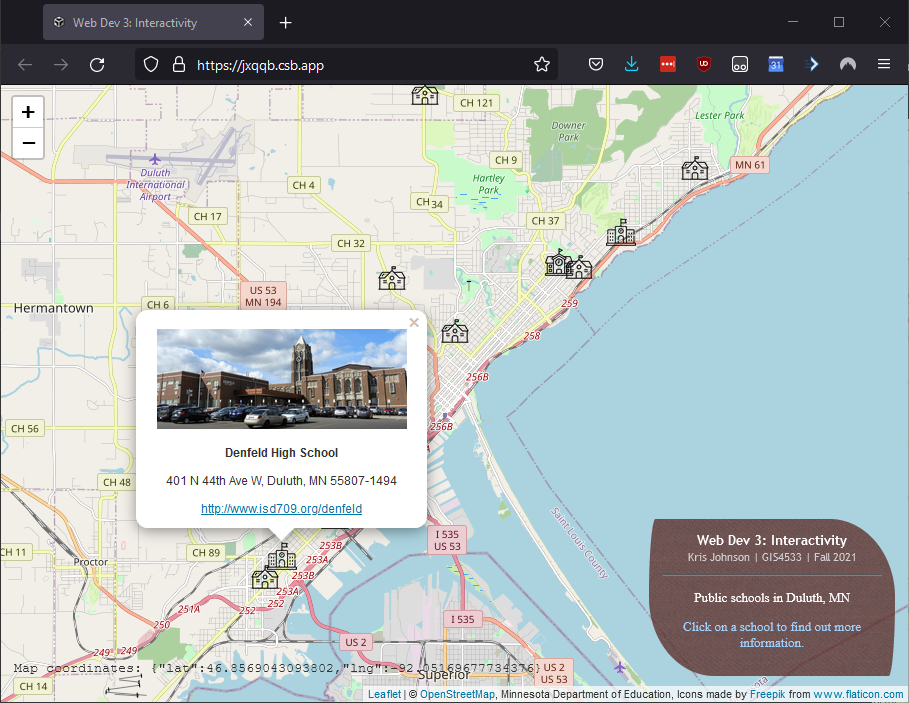 Web Dev 3: Interactivity
https://jxqqb.csb.app
UD
31
+
−
CH 121
Lester Park
Downer
Park
MN 61
Duluth
International
Airport
CH 9
Hartley
Park
CH 4
CH 34
CH 17
CH 37
CH 32
US 53
MN 194
Hermantown
CH 6
259
258
256B
CH 56
256B
Denfeld High School
401 N 44th Ave W, Duluth, MN 55807-1494
http://www.isd709.org/denfeld
CH 48
Saint Louis County
I 535
US 53
CH 11
CH 89
253B
Proctor
253B
253A
252
252
251A
250
249
249
I 535
US 2
US 2
US 53
Superior
CH 14
Map coordinates: {"lat":46.8569043093802,"lng":-92.05169677734376}
Web Dev 3: Interactivity
Kris Johnson | GIS4533 | Fall 2021
Public schools in Duluth, MN
Click on a school to find out more
information.
Leaflet | © OpenStreetMap, Minnesota Department of Education, Icons made by Freepik from www.flaticon.com